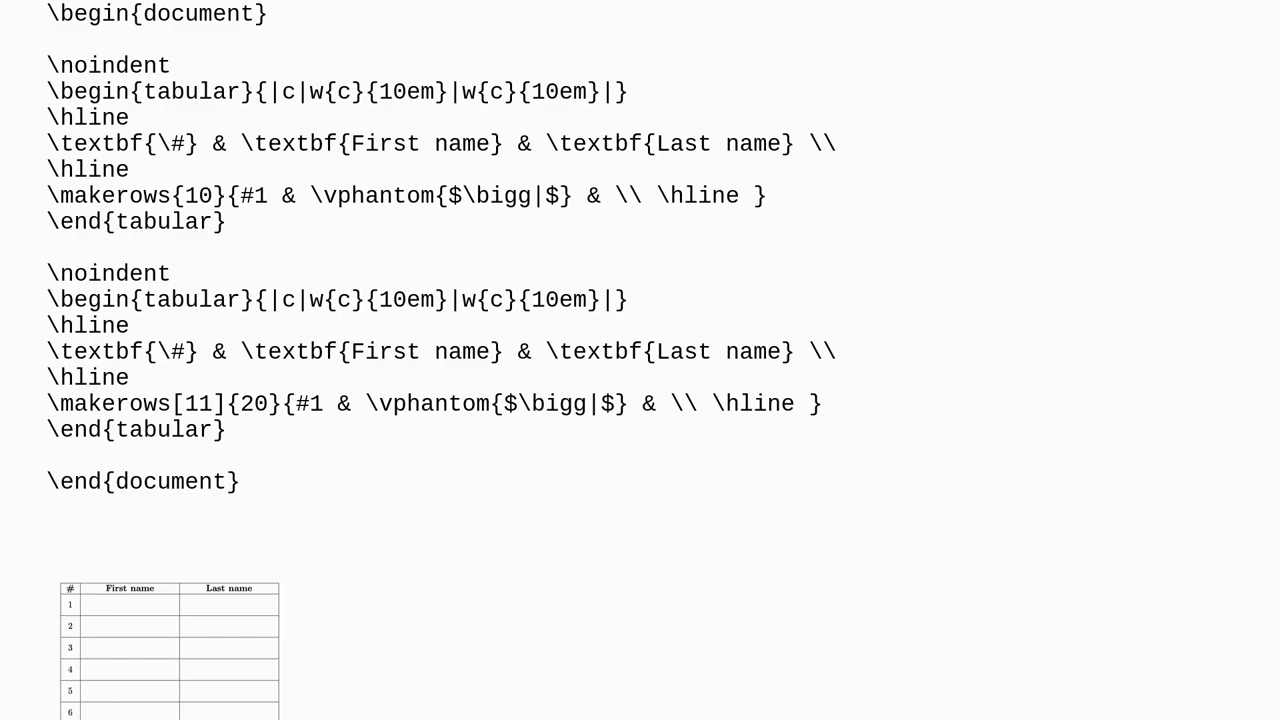 \begin{document}

\noindent
\begin{tabular}{|c|w{c}{10em}|w{c}{10em}|}
\hline
\textbf{\#} & \textbf{First name} & \textbf{Last name} \\
\hline
\makerows{10}{#1 & \vphantom{$\bigg|$} & \\ \hline }
\end{tabular}

\noindent
\begin{tabular}{|c|w{c}{10em}|w{c}{10em}|}
\hline
\textbf{\#} & \textbf{First name} & \textbf{Last name} \\
\hline
\makerows[11]{20}{#1 & \vphantom{$\bigg|$} & \\ \hline }
\end{tabular}

\end{document}

# First name Last name
1
2
3
4
5
6